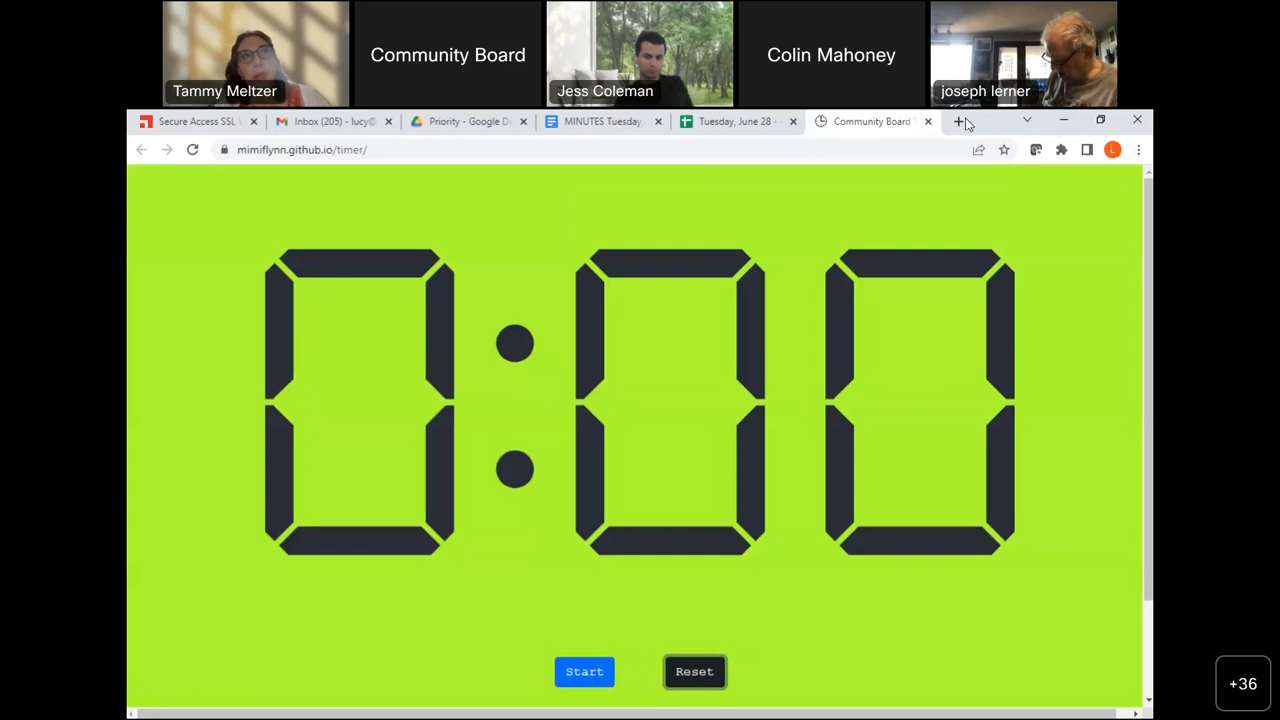 Community Board
Colin Mahoney
Tammy Meltzer
Jess Coleman
joseph lerner
Secure Access SSL
Inbox (205) - lucy@
Priority - Google Do
MINUTES Tuesday,
Tuesday, June 28 -
Community Board T
mimiflynn.github.io/timer/
L
0:00
Start
Reset
+36